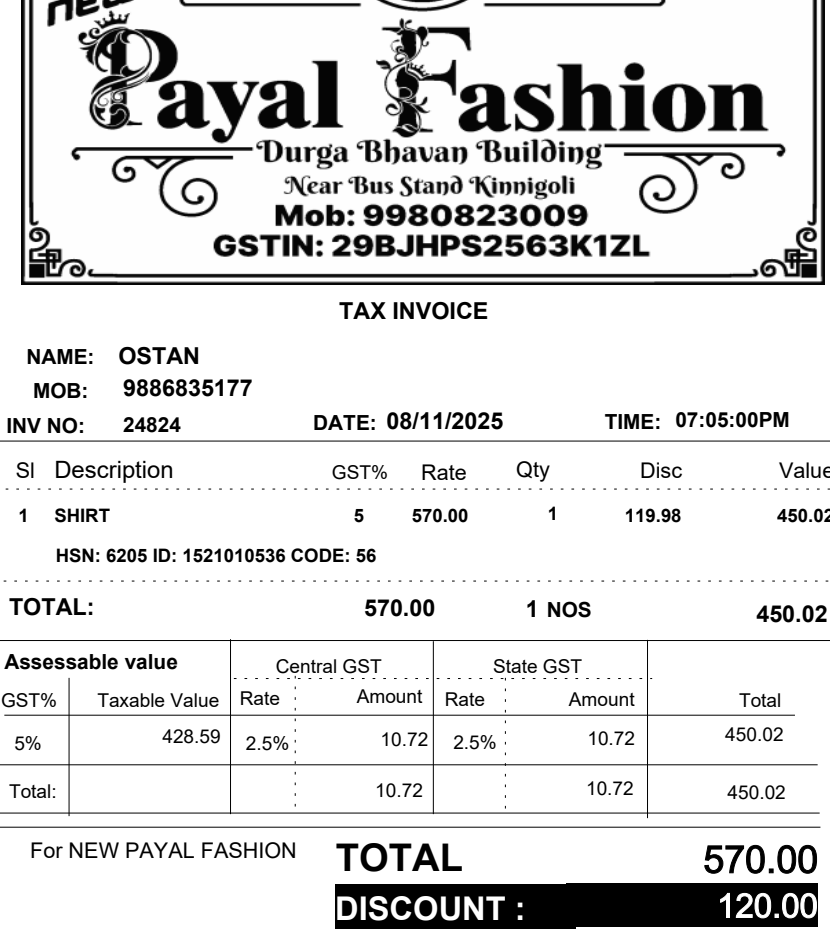 new
Payal Fashion
Durga Bhavan Building
Near Bus Stand Kinnigoli
Mob: 9980823009
GSTIN: 29BJHPS2563K1ZL
TAX INVOICE
NAME: OSTAN
MOB: 9886835177
INV NO: 24824 DATE: 08/11/2025 TIME: 07:05:00PM
Sl Description GST% Rate Qty Disc Value
1 SHIRT 5 570.00 1 119.98 450.02
HSN: 6205 ID: 1521010536 CODE: 56
TOTAL: 570.00 1 NOS 450.02
Assessable value Central GST State GST
GST% Taxable Value Rate Amount Rate Amount Total
5% 428.59 2.5% 10.72 2.5% 10.72 450.02
Total: 10.72 10.72 450.02
For NEW PAYAL FASHION TOTAL 570.00
DISCOUNT : 120.00